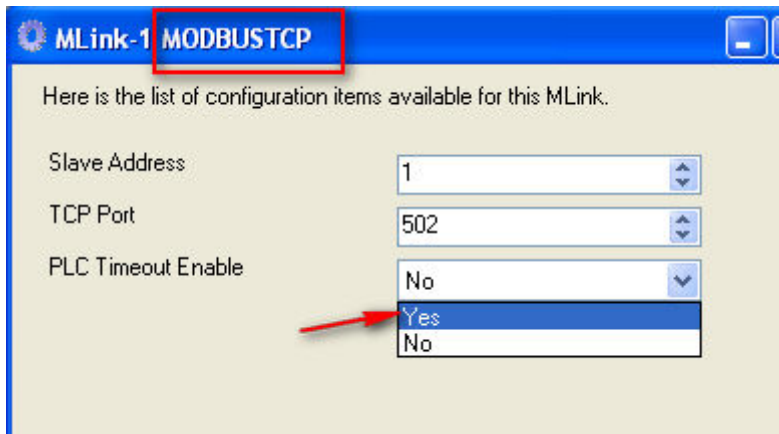 MLink-1 MODBUSTCP
Here is the list of configuration items available for this MLink.
Slave Address
1
TCP Port
502
PLC Timeout Enable
No
Yes
No